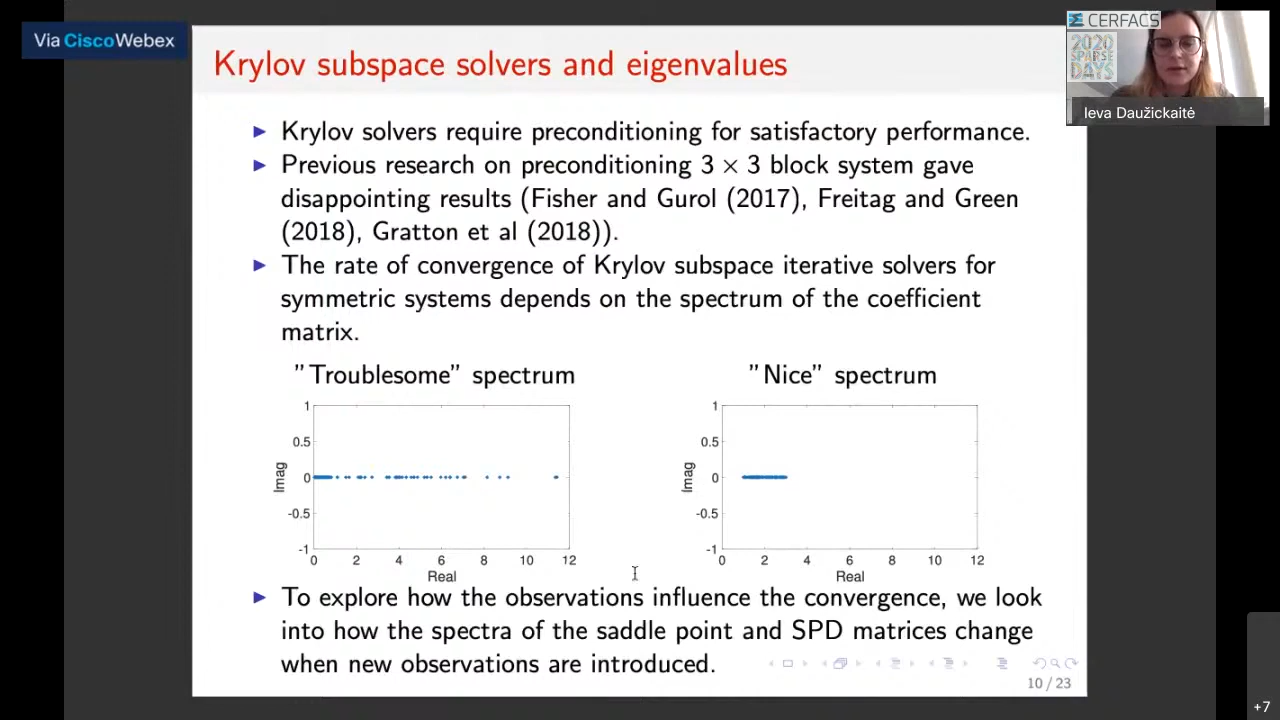 Via Cisco Webex
CERFACS
2020
SPARSE
DAYS
Ieva Daužickaitė
Krylov subspace solvers and eigenvalues
Krylov solvers require preconditioning for satisfactory performance.
Previous research on preconditioning 3 × 3 block system gave
disappointing results (Fisher and Gurol (2017), Freitag and Green
(2018), Gratton et al (2018)).
The rate of convergence of Krylov subspace iterative solvers for
symmetric systems depends on the spectrum of the coefficient
matrix.
"Troublesome" spectrum
1
0.5
0
-0.5
-1
Imag
0 2 4 6 8 10 12
Real
"Nice" spectrum
1
0.5
0
-0.5
-1
Imag
0 2 4 6 8 10 12
Real
To explore how the observations influence the convergence, we look
into how the spectra of the saddle point and SPD matrices change
when new observations are introduced.
10 / 23
+7